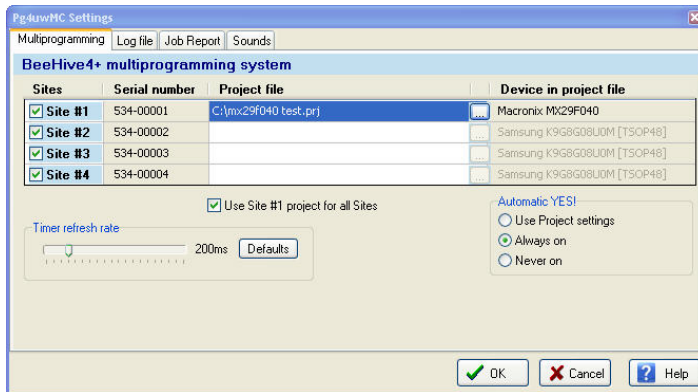 Pg4uwMC Settings
Multiprogramming Log file Job Report Sounds
BeeHive4+ multiprogramming system
Sites Serial number Project file Device in project file
Site #1 534-00001 C:\mx29f040 test.prj ... Macronix MX29F040
Site #2 534-00002 ... Samsung K9G8G08U0M [TSOP48]
Site #3 534-00003 ... Samsung K9G8G08U0M [TSOP48]
Site #4 534-00004 ... Samsung K9G8G08U0M [TSOP48]
Use Site #1 project for all Sites
Automatic YES!
Use Project settings
Always on
Never on
Timer refresh rate
200ms Defaults
OK Cancel Help